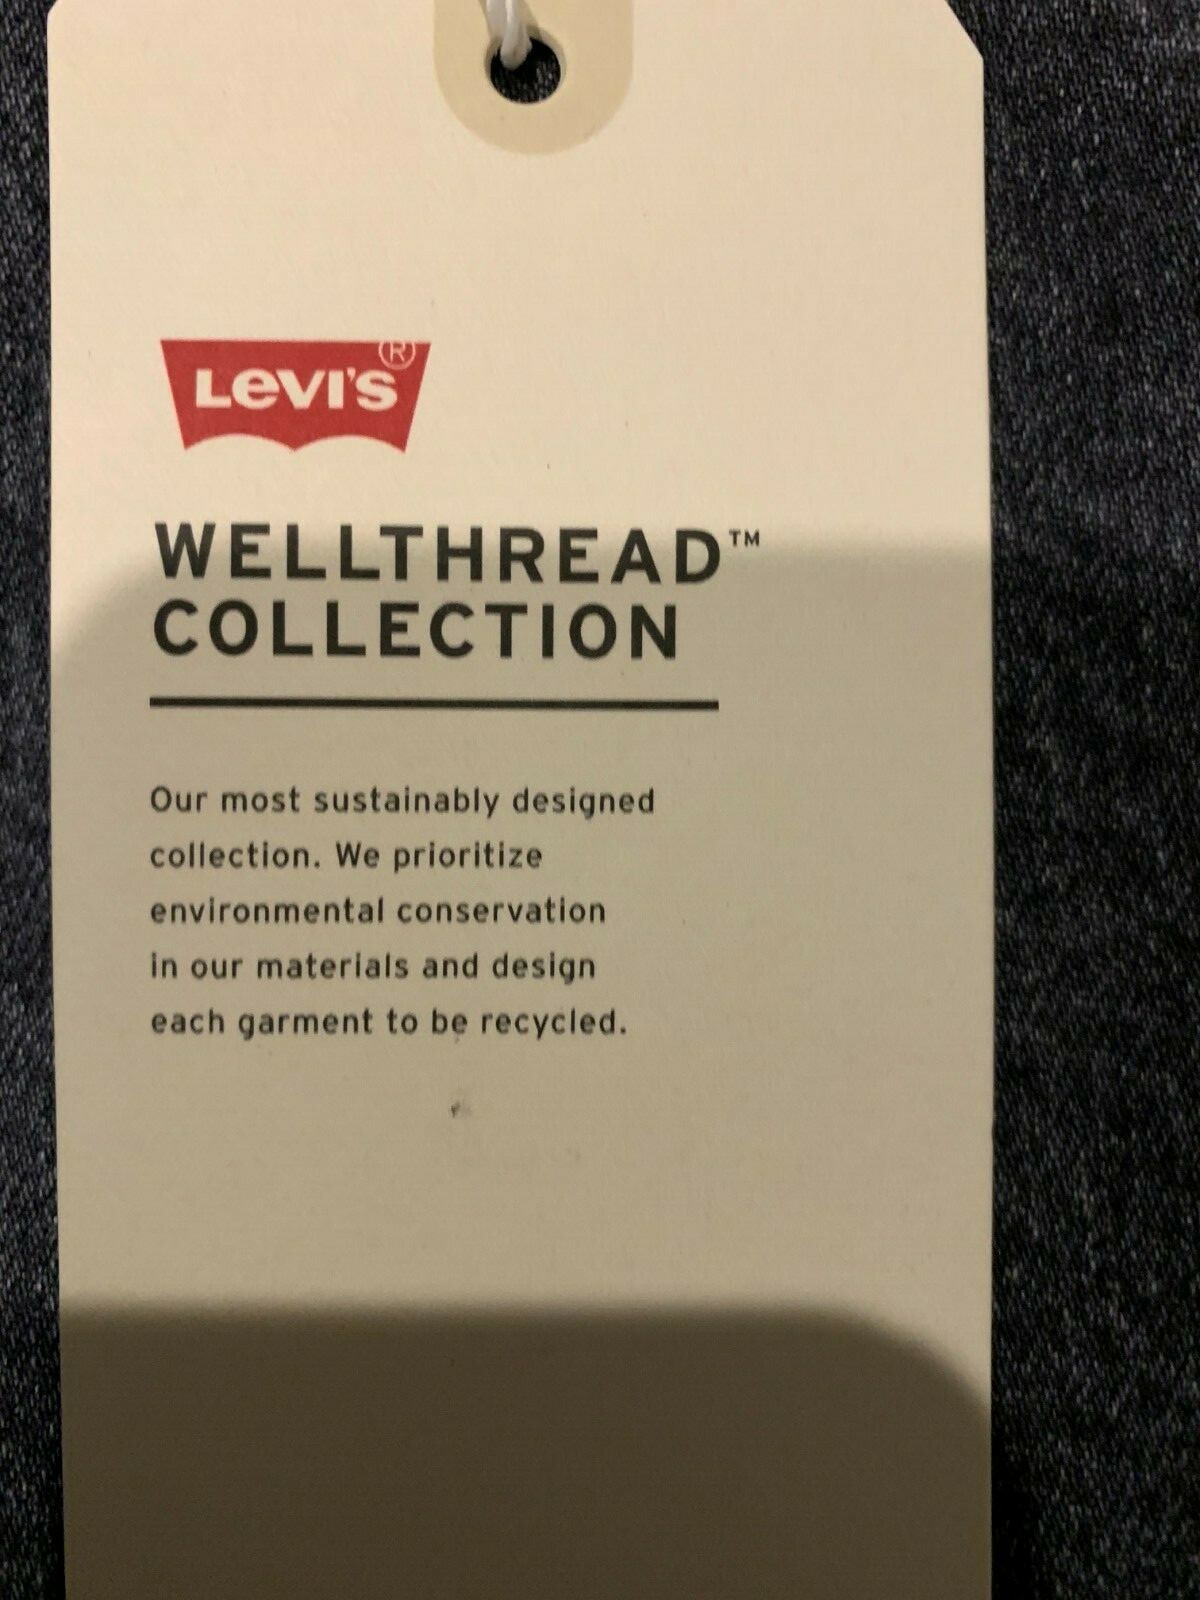 LEVI'S®
WELLTHREAD™
COLLECTION
Our most sustainably designed
collection. We prioritize
environmental conservation
in our materials and design
each garment to be recycled.